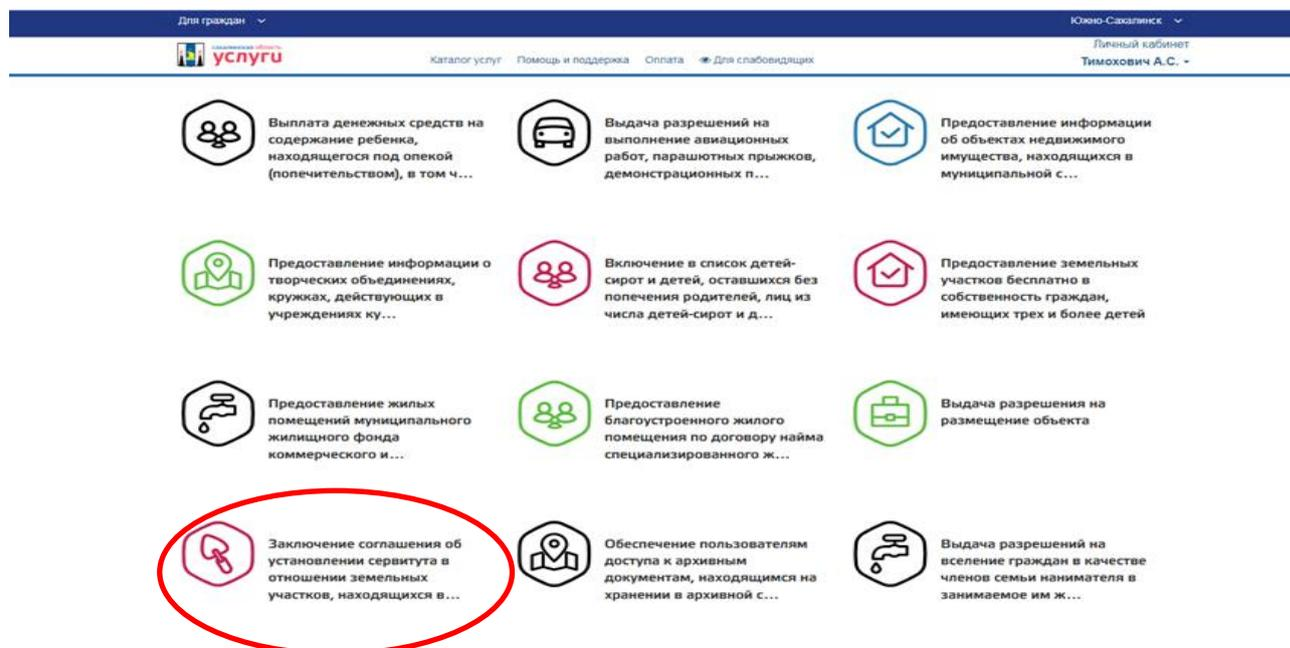 Для граждан
Южно-Сахалинск
сахалинская область
услуги
Каталог услуг Помощь и поддержка Оплата Для слабовидящих
Личный кабинет
Тимохович А.С.
Выплата денежных средств на
содержание ребенка,
находящегося под опекой
(попечительством), в том ч...
Выдача разрешений на
выполнение авиационных
работ, парашютных прыжков,
демонстрационных п...
Предоставление информации
об объектах недвижимого
имущества, находящихся в
муниципальной с...
Предоставление информации о
творческих объединениях,
кружках, действующих в
учреждениях ку...
Включение в список детей-
сирот и детей, оставшихся без
попечения родителей, лиц из
числа детей-сирот и д...
Предоставление земельных
участков бесплатно в
собственность граждан,
имеющих трех и более детей
Предоставление жилых
помещений муниципального
жилищного фонда
коммерческого и...
Предоставление
благоустроенного жилого
помещения по договору найма
специализированного ж...
Выдача разрешения на
размещение объекта
Заключение соглашения об
установлении сервитута в
отношении земельных
участков, находящихся в...
Обеспечение пользователям
доступа к архивным
документам, находящимся на
хранении в архивной с...
Выдача разрешений на
вселение граждан в качестве
членов семьи нанимателя в
занимаемое им ж...